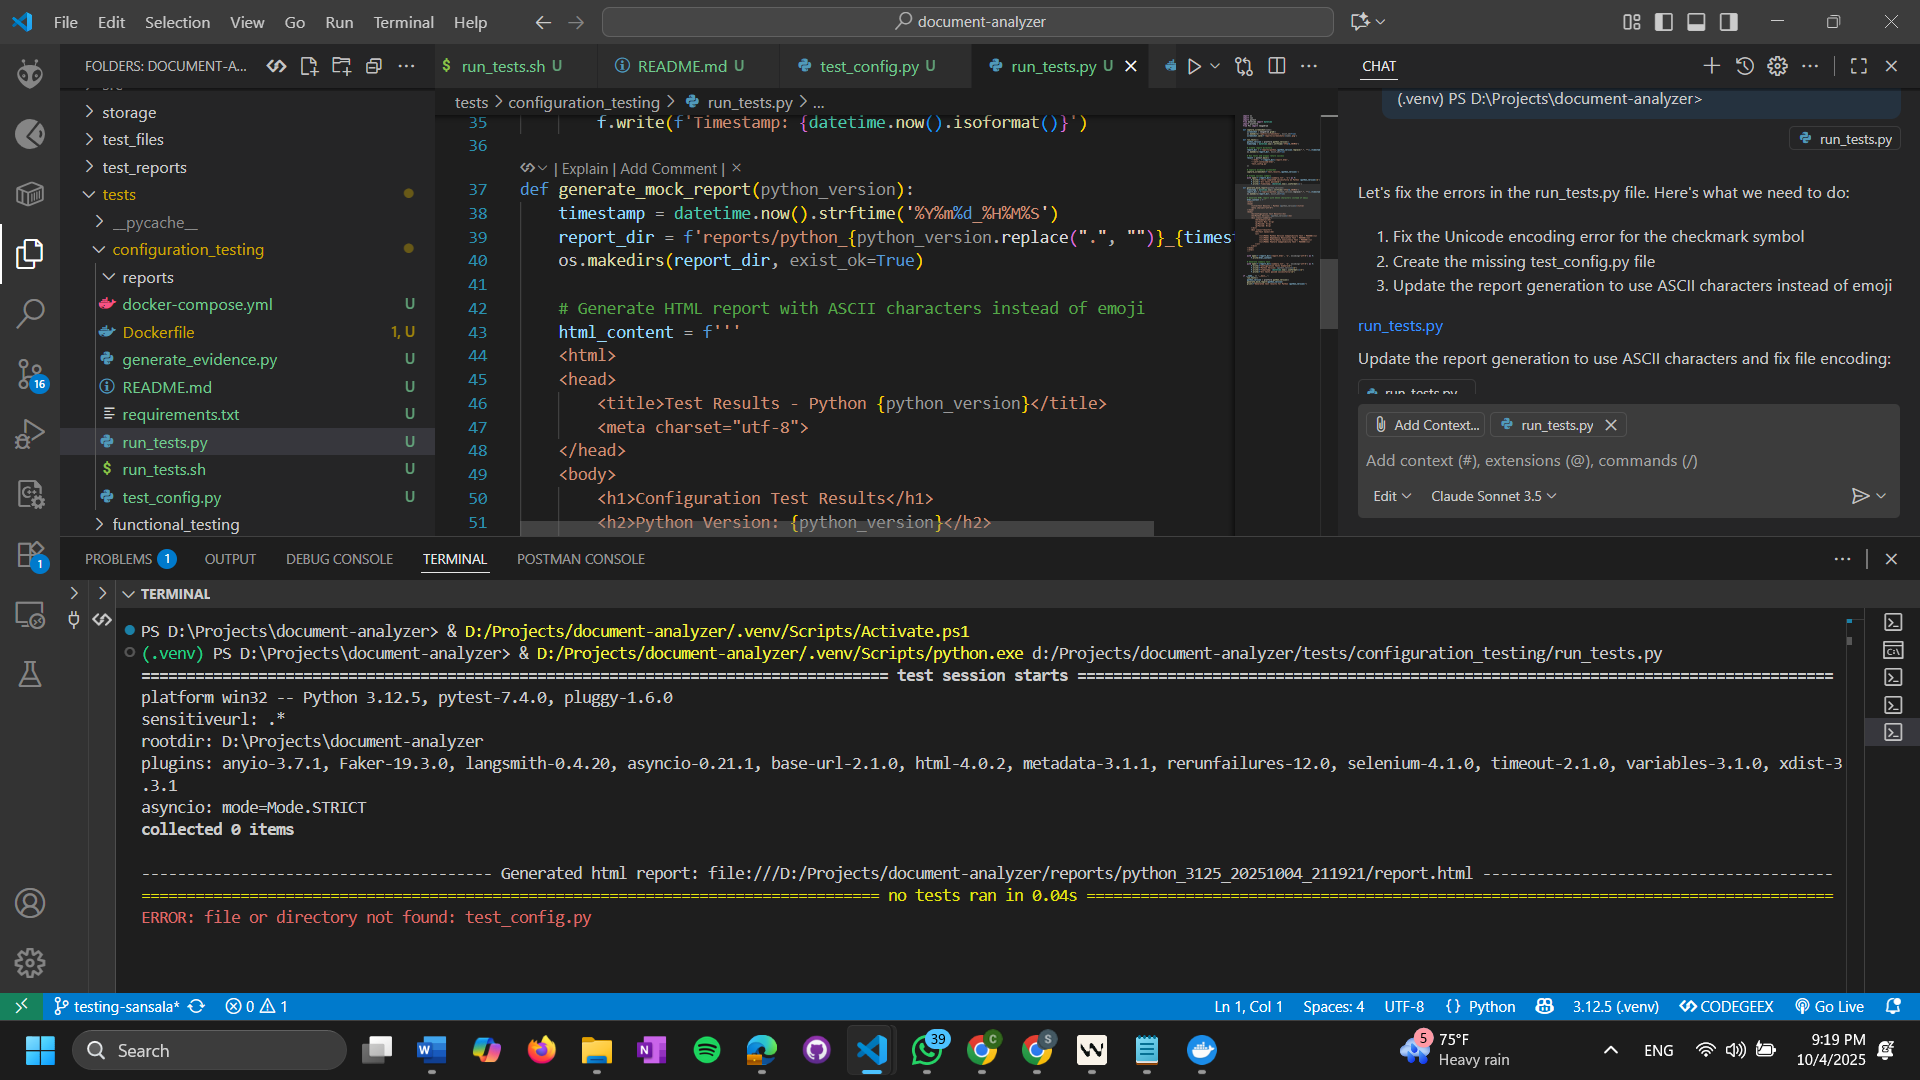 File Edit Selection View Go Run Terminal Help
document-analyzer
FOLDERS: DOCUMENT-A...
storage
test_files
test_reports
tests
__pycache__
configuration_testing
reports
docker-compose.yml U
Dockerfile 1, U
generate_evidence.py U
README.md U
requirements.txt U
run_tests.py U
run_tests.sh U
test_config.py U
functional_testing
16
1
$ run_tests.sh U
README.md U
test_config.py U
run_tests.py U
tests > configuration_testing > run_tests.py > ...
35 f.write(f'Timestamp: {datetime.now().isoformat()}')
36
| Explain | Add Comment | ×
37 def generate_mock_report(python_version):
38 timestamp = datetime.now().strftime('%Y%m%d_%H%M%S')
39 report_dir = f'reports/python_{python_version.replace(".", "")}_{timest
40 os.makedirs(report_dir, exist_ok=True)
41
42 # Generate HTML report with ASCII characters instead of emoji
43 html_content = f'''
44 <html>
45 <head>
46 <title>Test Results - Python {python_version}</title>
47 <meta charset="utf-8">
48 </head>
49 <body>
50 <h1>Configuration Test Results</h1>
51 <h2>Python Version: {python_version}</h2>
CHAT
(.venv) PS D:\Projects\document-analyzer>
run_tests.py
Let's fix the errors in the run_tests.py file. Here's what we need to do:
1. Fix the Unicode encoding error for the checkmark symbol
2. Create the missing test_config.py file
3. Update the report generation to use ASCII characters instead of emoji
run_tests.py
Update the report generation to use ASCII characters and fix file encoding:
run_tests.py
Add Context...
run_tests.py
Add context (#), extensions (@), commands (/)
Edit
Claude Sonnet 3.5
PROBLEMS 1 OUTPUT DEBUG CONSOLE TERMINAL POSTMAN CONSOLE
TERMINAL
PS D:\Projects\document-analyzer> & D:/Projects/document-analyzer/.venv/Scripts/Activate.ps1
(.venv) PS D:\Projects\document-analyzer> & D:/Projects/document-analyzer/.venv/Scripts/python.exe d:/Projects/document-analyzer/tests/configuration_testing/run_tests.py
=================== test session starts ===================
platform win32 -- Python 3.12.5, pytest-7.4.0, pluggy-1.6.0
sensitiveurl: .*
rootdir: D:\Projects\document-analyzer
plugins: anyio-3.7.1, Faker-19.3.0, langsmith-0.4.20, asyncio-0.21.1, base-url-2.1.0, html-4.0.2, metadata-3.1.1, rerunfailures-12.0, selenium-4.1.0, timeout-2.1.0, variables-3.1.0, xdist-3
.3.1
asyncio: mode=Mode.STRICT
collected 0 items
------------------- Generated html report: file:///D:/Projects/document-analyzer/reports/python_3125_20251004_211921/report.html -------------------
=================== no tests ran in 0.04s ===================
ERROR: file or directory not found: test_config.py
testing-sansala* 0 1
Ln 1, Col 1 Spaces: 4 UTF-8 {} Python 3.12.5 (.venv) CODEGEEX Go Live
Search
39
C
S
5
75°F
Heavy rain
ENG
9:19 PM
10/4/2025